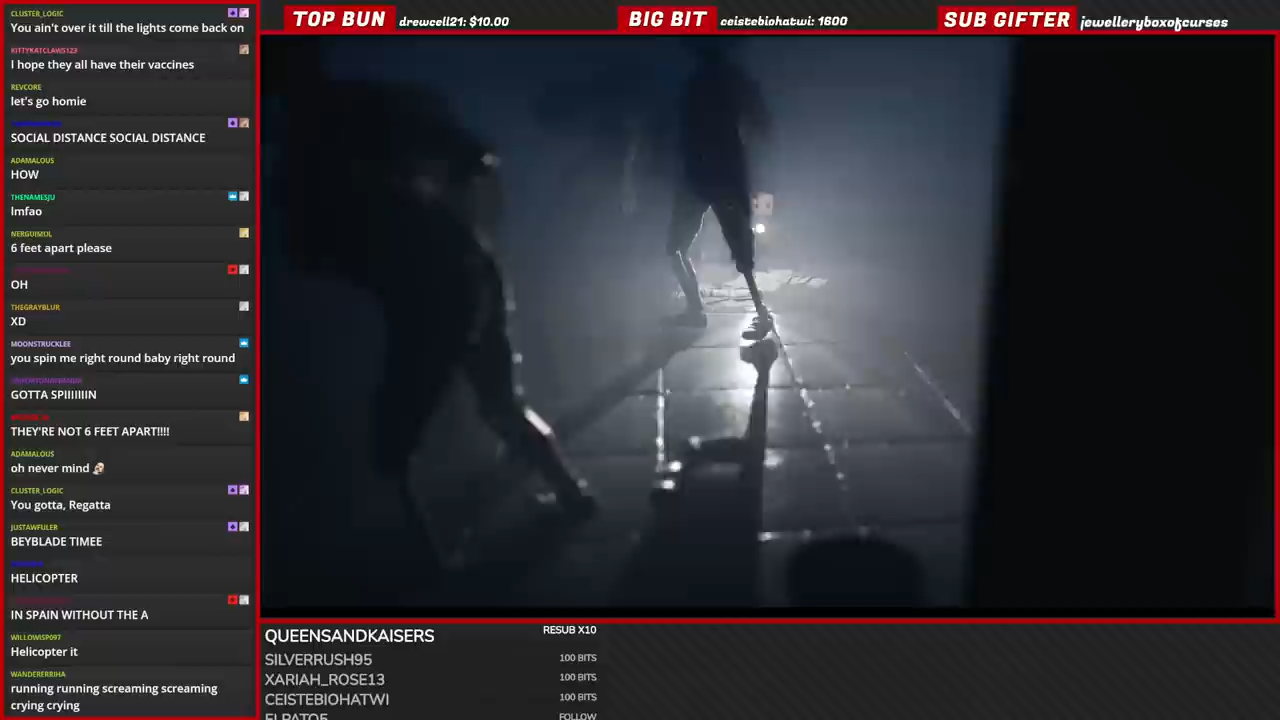 TOP BUN drewcell21: $10.00
BIG BIT ceistebiohatwi: 1600
SUB GIFTER jewelleryboxofcurses
CLUSTER_LOGIC
You ain't over it till the lights come back on
KITTYKATCLAWS123
I hope they all have their vaccines
REVCORE
let's go homie
SOCIAL DISTANCE SOCIAL DISTANCE
ADAMALOUS
HOW
THENAMESJU
lmfao
NERGUIMOL
6 feet apart please
OH
THEGRAYBLUR
XD
MOONSTRUCKLEE
you spin me right round baby right round
GOTTA SPIIIIIIIN
THEY'RE NOT 6 FEET APART!!!!
ADAMALOUS
oh never mind
CLUSTER_LOGIC
You gotta, Regatta
JUSTAWFULER
BEYBLADE TIMEE
HELICOPTER
IN SPAIN WITHOUT THE A
WILLOWISP097
Helicopter it
WANDERERRIHA
running running screaming screaming
crying crying
QUEENSANDKAISERS RESUB X10
SILVERRUSH95 100 BITS
XARIAH_ROSE13 100 BITS
CEISTEBIOHATWI 100 BITS
FOLLOW